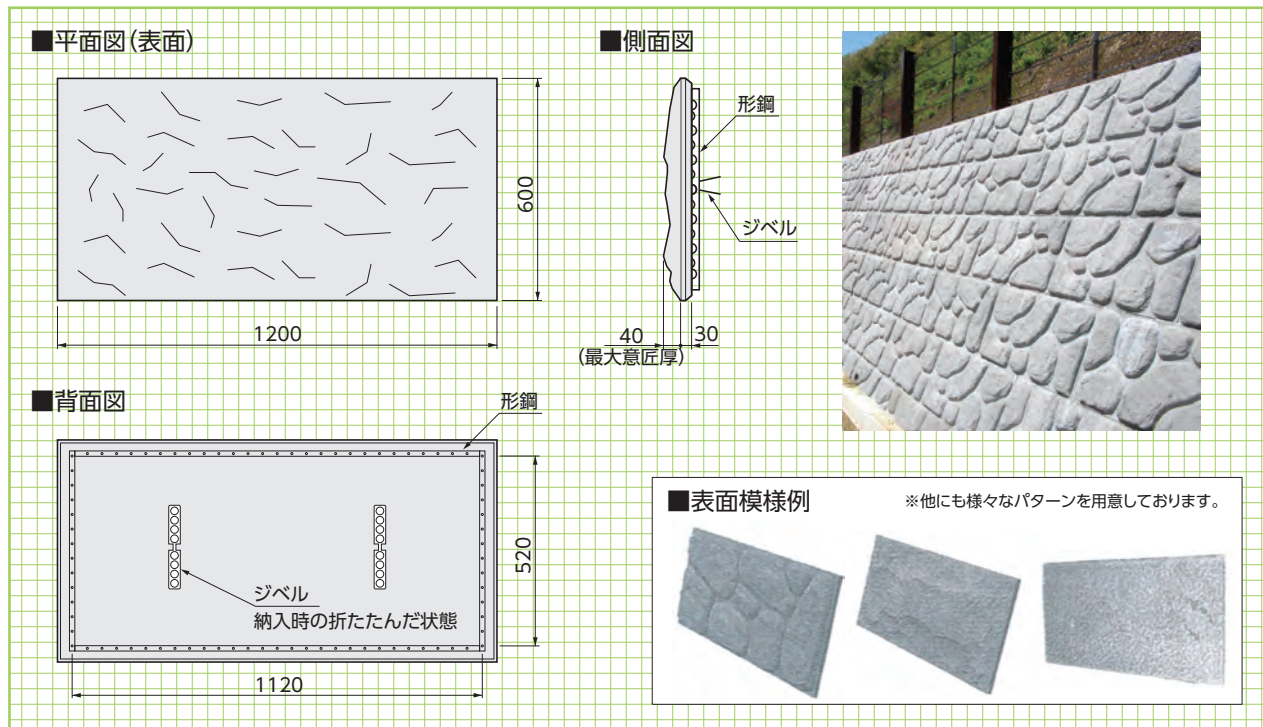 ■平面図(表面)
600
1200
■側面図
形鋼
ジベル
40
30
(最大意匠厚)
■背面図
形鋼
ジベル
納入時の折たたんだ状態
520
1120
■表面模様例
※他にも様々なパターンを用意しております。